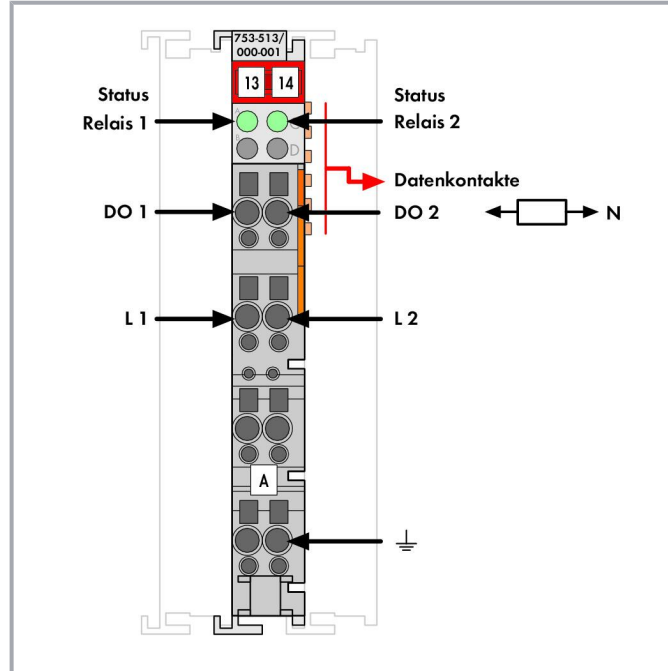 753-513/
000-001
13 14
Status
Relais 1
Status
Relais 2
A C
B D
Datenkontakte
DO 1
DO 2
N
L 1
L 2
A